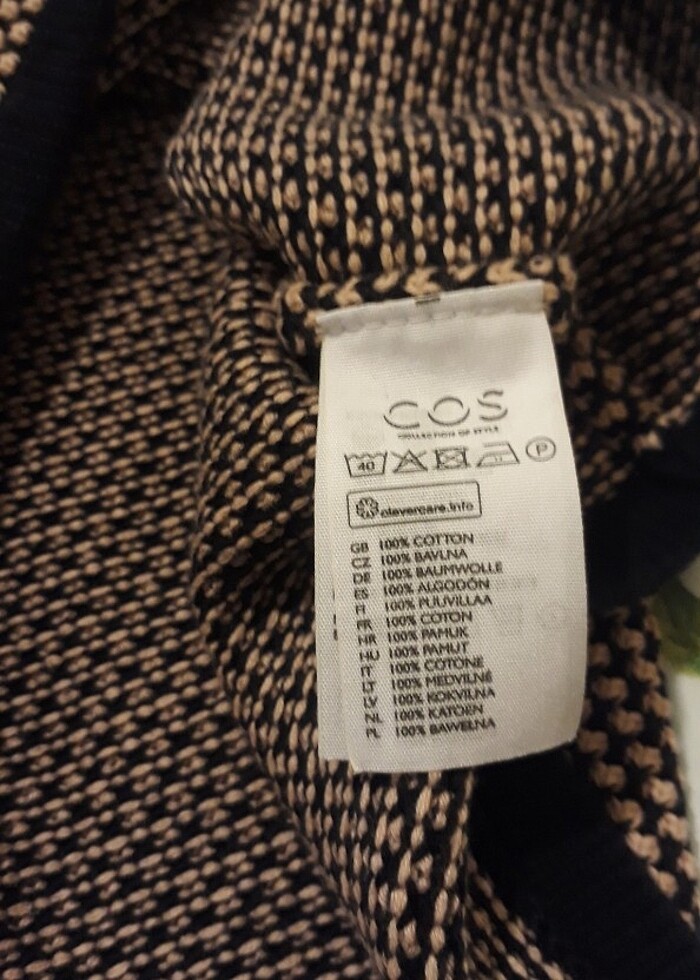 COS
COLLECTION OF STYLE
40 P
clevercare.info
GB 100% COTTON
CZ 100% BAVLNA
DE 100% BAUMWOLLE
ES 100% ALGODÓN
FI 100% PUUVILLAA
FR 100% COTON
HR 100% PAMUK
HU 100% PAMUT
IT 100% COTONE
LT 100% MEDVILNĖ
LV 100% KOKVILNA
NL 100% KATOEN
PL 100% BAWEŁNA